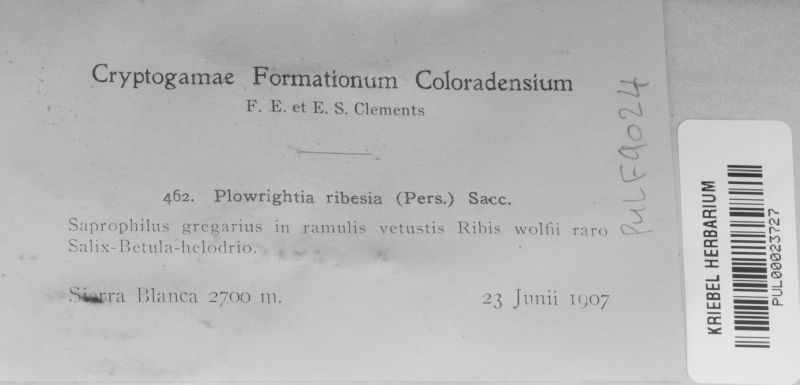 Cryptogamae Formationum Coloradensium
F. E. et E. S. Clements
462. Plowrightia ribesia (Pers.) Sacc.
Saprophilus gregarius in ramulis vetustis Ribis wolfii raro
Salix-Betula-helodrio.
Sierra Blanca 2700 m.
23 Junii 1907
PULF9024
KRIEBEL HERBARIUM
PUL00023727